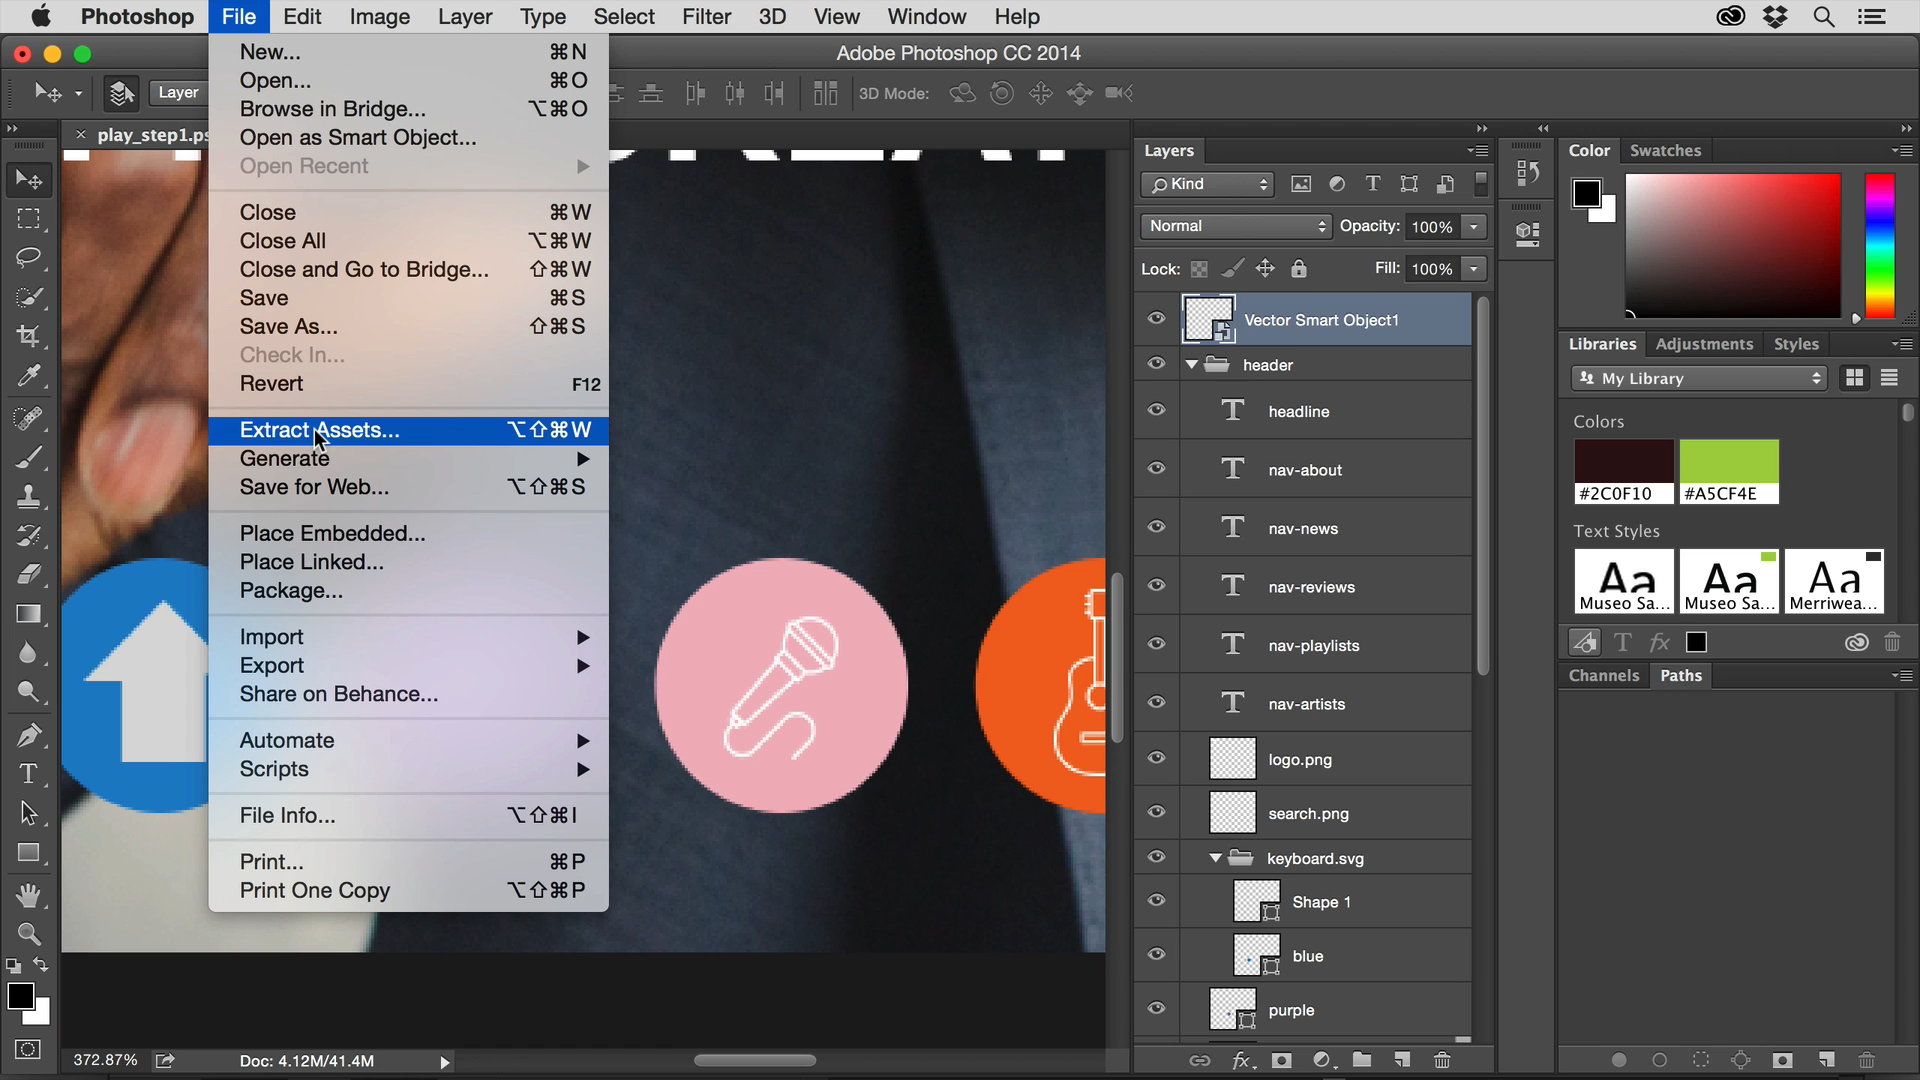 Photoshop File Edit Image Layer Type Select Filter 3D View Window Help
Adobe Photoshop CC 2014
Layer
3D Mode:
play_step1.ps
New... ⌘N
Open... ⌘O
Browse in Bridge... ⌥⌘O
Open as Smart Object...
Open Recent
Close ⌘W
Close All ⌥⌘W
Close and Go to Bridge... ⇧⌘W
Save ⌘S
Save As... ⇧⌘S
Check In...
Revert F12
Extract Assets... ⌥⇧⌘W
Generate
Save for Web... ⌥⇧⌘S
Place Embedded...
Place Linked...
Package...
Import
Export
Share on Behance...
Automate
Scripts
File Info... ⌥⇧⌘I
Print... ⌘P
Print One Copy ⌥⇧⌘P
372.87% Doc: 4.12M/41.4M
Layers
Kind
Normal Opacity: 100%
Lock: Fill: 100%
Vector Smart Object1
header
headline
nav-about
nav-news
nav-reviews
nav-playlists
nav-artists
logo.png
search.png
keyboard.svg
Shape 1
blue
purple
Color Swatches
Libraries Adjustments Styles
My Library
Colors
#2C0F10 #A5CF4E
Text Styles
Aa Aa Aa
Museo Sa... Museo Sa... Merriwea...
Channels Paths